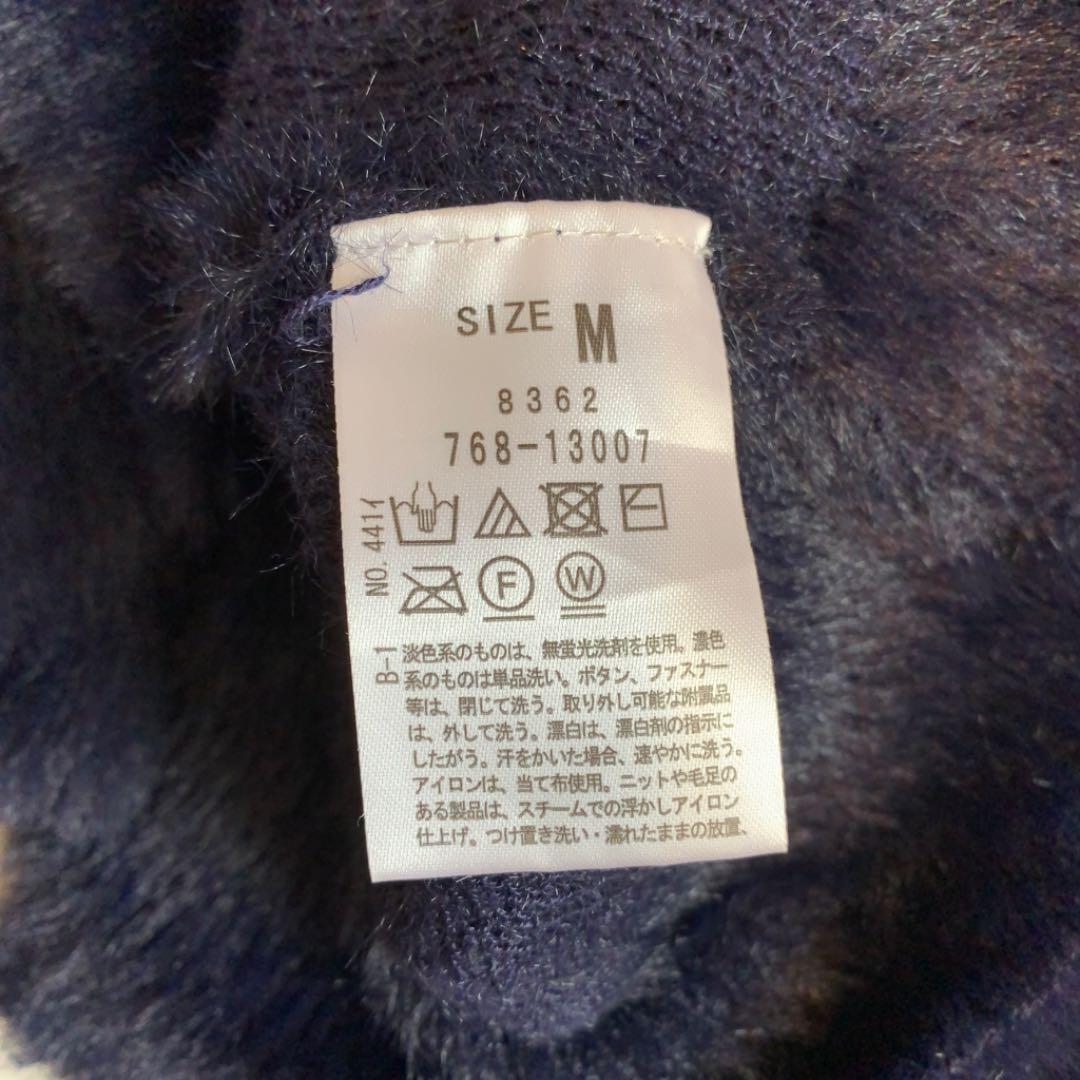 SIZE M
8362
768-13007
NO. 441イ
F W
B-1
淡色系のものは、無蛍光洗剤を使用。濃色
系のものは単品洗い。ボタン、ファスナー
等は、閉じて洗う。取り外し可能な附属品
は、外して洗う。漂白は、漂白剤の指示に
したがう。汗をかいた場合、速やかに洗う。
アイロンは、当て布使用。ニットや毛足の
ある製品は、スチームでの浮かしアイロン
仕上げ。つけ置き洗い・濡れたままの放置、